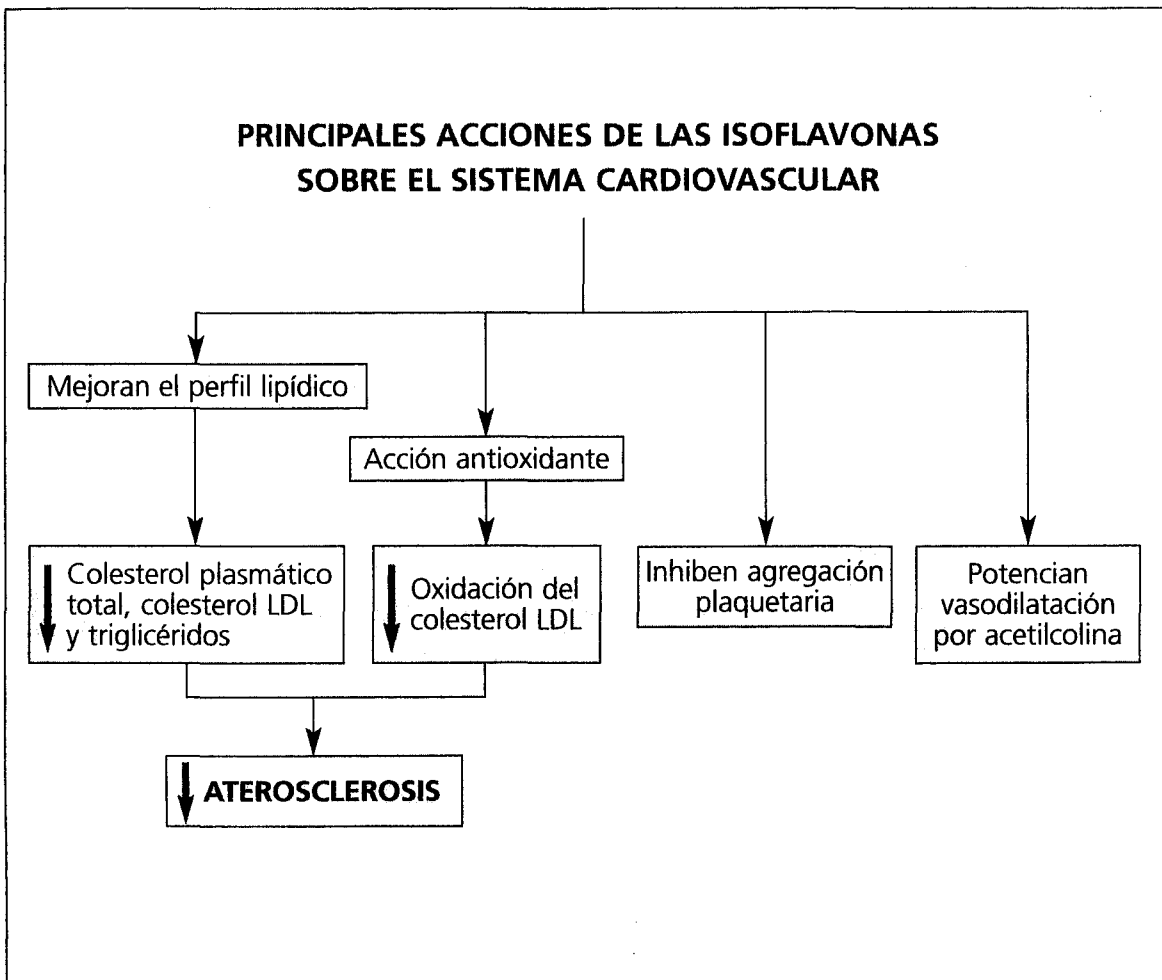 PRINCIPALES ACCIONES DE LAS ISOFLAVONAS
SOBRE EL SISTEMA CARDIOVASCULAR
Mejoran el perfil lipídico
Acción antioxidante
Colesterol plasmático
total, colesterol LDL
y triglicéridos
Oxidación del
colesterol LDL
Inhiben agregación
plaquetaria
Potencian
vasodilatación
por acetilcolina
ATEROSCLEROSIS